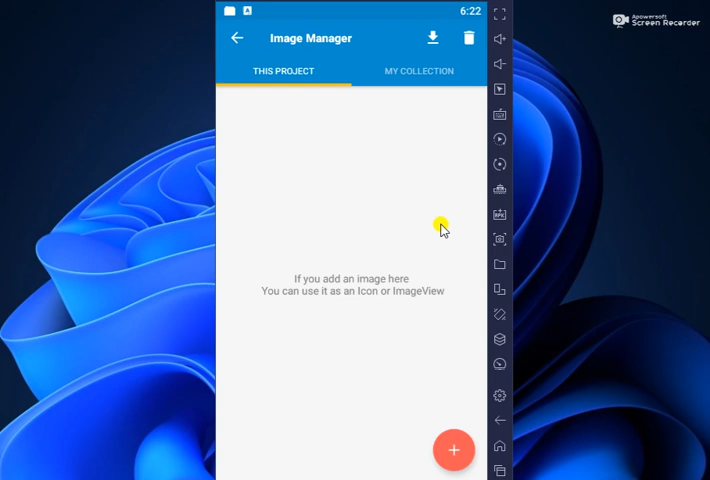 6:22
Apowersoft
Screen Recorder
Image Manager
THIS PROJECT
MY COLLECTION
If you add an image here
You can use it as an Icon or ImageView